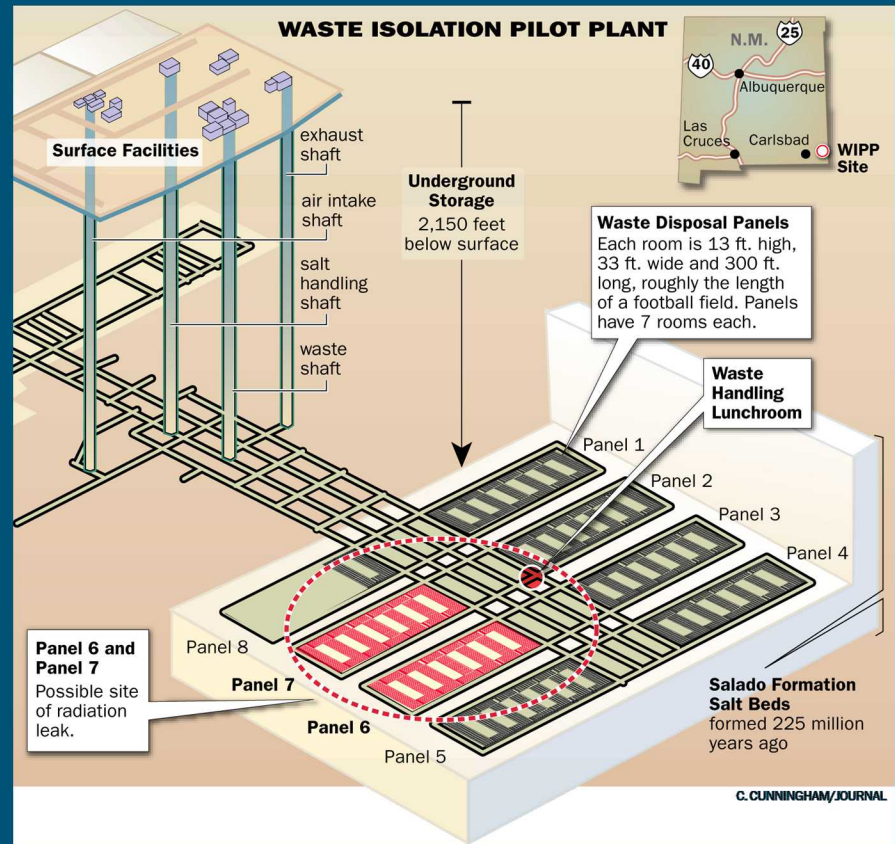 WASTE ISOLATION PILOT PLANT
25
N.M.
40
Albuquerque
Las
Cruces
Carlsbad
WIPP
Site
Surface Facilities
exhaust
shaft
air intake
shaft
salt
handling
shaft
waste
shaft
Underground
Storage
2,150 feet
below surface
Waste Disposal Panels
Each room is 13 ft. high,
33 ft. wide and 300 ft.
long, roughly the length
of a football field. Panels
have 7 rooms each.
Waste
Handling
Lunchroom
Panel 1
Panel 2
Panel 3
Panel 4
Panel 8
Panel 7
Panel 6
Panel 5
Panel 6 and
Panel 7
Possible site
of radiation
leak.
Salado Formation
Salt Beds
formed 225 million
years ago
C. CUNNINGHAM/JOURNAL